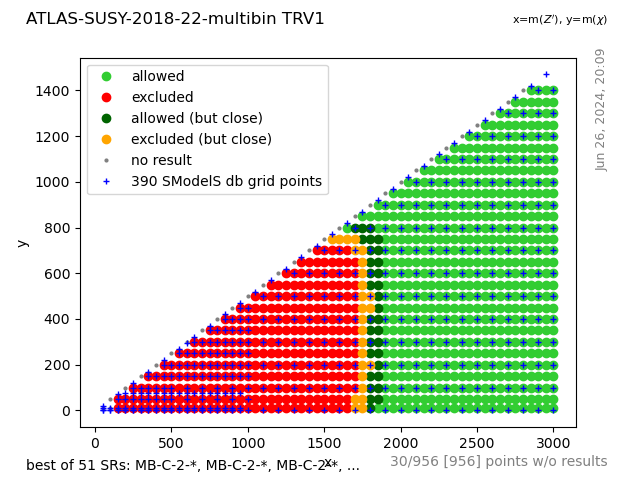 ATLAS-SUSY-2018-22-multibin TRV1
x=m(Z′), y=m(χ)
allowed
excluded
allowed (but close)
excluded (but close)
no result
390 SModelS db grid points
Jun 26, 2024, 20:09
y
1400
1200
1000
800
600
400
200
0
0 500 1000 1500 2000 2500 3000
x
best of 51 SRs: MB-C-2-*, MB-C-2-*, MB-C-2-*, ...
30/956 [956] points w/o results